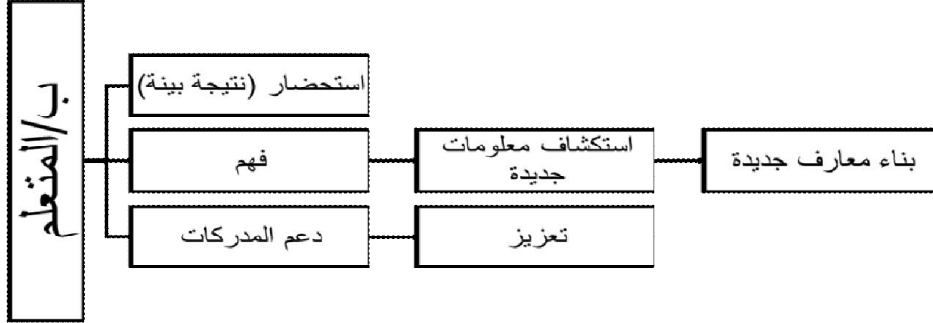 ب/المتعلم
استحضار (نتيجة بينة)
فهم
استكشاف معلومات
جديدة
بناء معارف جديدة
دعم المدركات
تعزيز